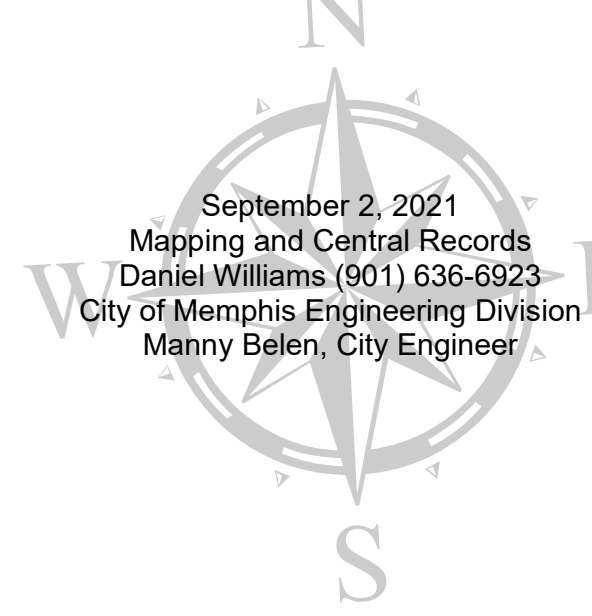 N
September 2, 2021
Mapping and Central Records
Daniel Williams (901) 636-6923
W
City of Memphis Engineering Division
Manny Belen, City Engineer
S